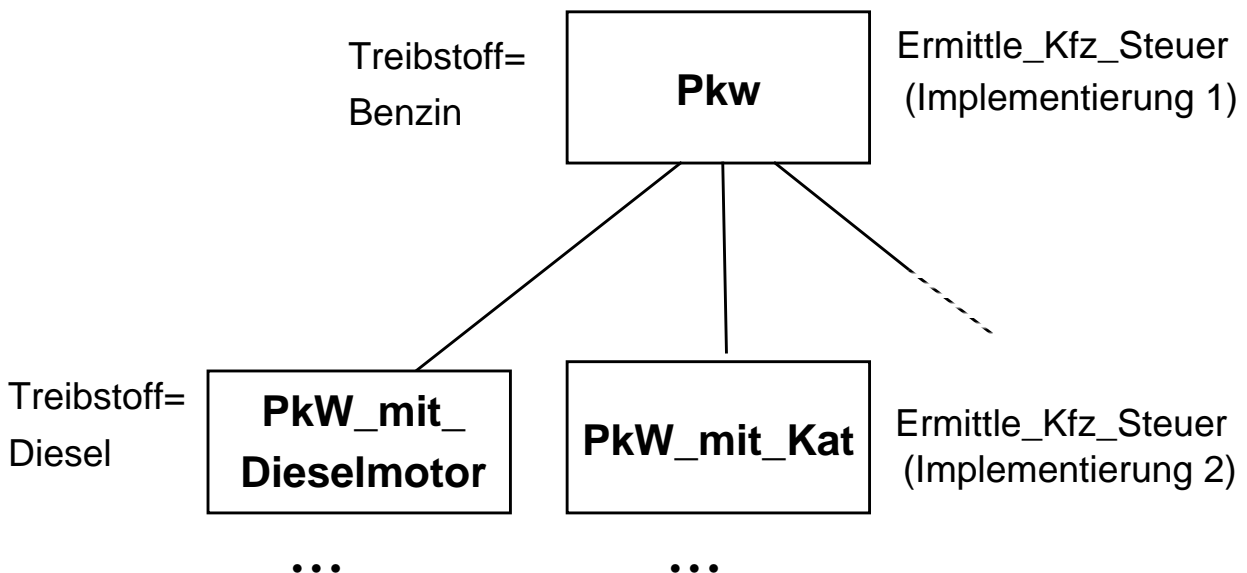 Treibstoff=
Benzin
Pkw
Ermittle_Kfz_Steuer
(Implementierung 1)
Treibstoff=
Diesel
PkW_mit_
Dieselmotor
PkW_mit_Kat
Ermittle_Kfz_Steuer
(Implementierung 2)
...
...